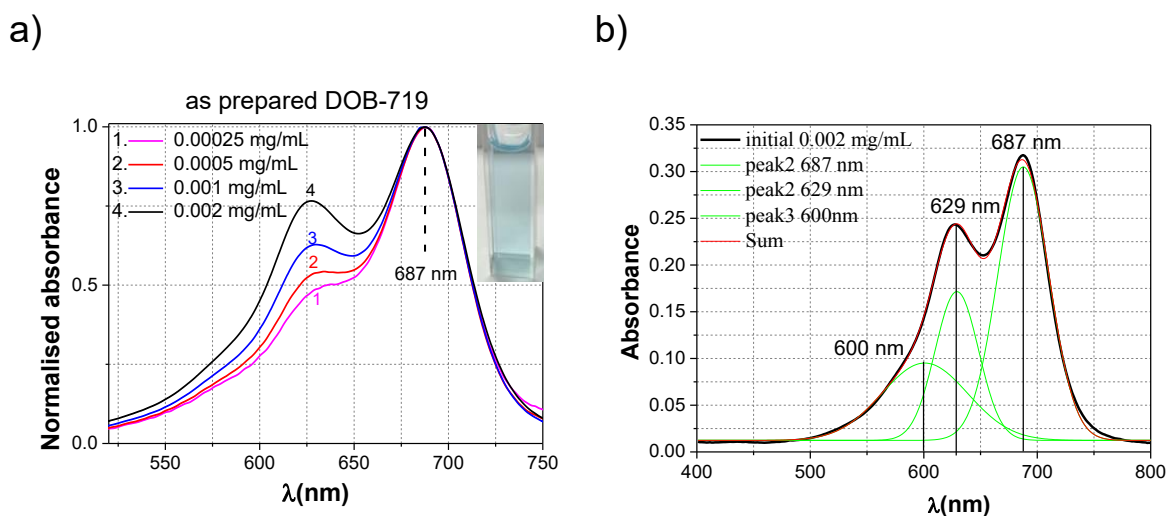 a)
as prepared DOB-719
1. 0.00025 mg/mL
2. 0.0005 mg/mL
3. 0.001 mg/mL
4. 0.002 mg/mL
4
3
2
1
687 nm
1.0
0.5
0.0
Normalised absorbance
550 600 650 700 750
λ(nm)
b)
initial 0.002 mg/mL
peak2 687 nm
peak2 629 nm
peak3 600nm
Sum
687 nm
629 nm
600 nm
0.35
0.30
0.25
0.20
0.15
0.10
0.05
0.00
Absorbance
400 500 600 700 800
λ(nm)